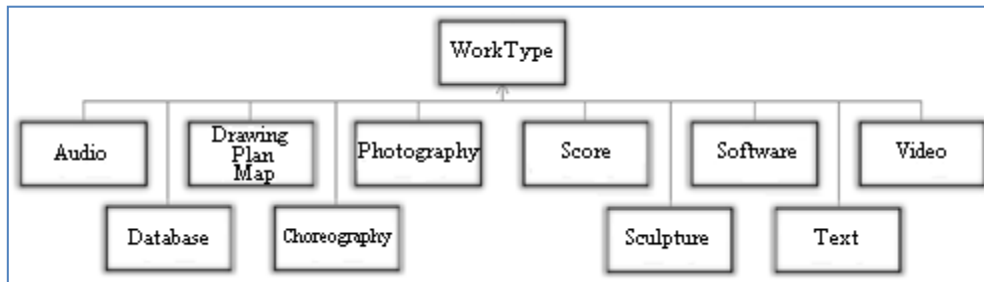 WorkType
Audio
Drawing
Plan
Map
Photography
Score
Software
Video
Database
Choreography
Sculpture
Text